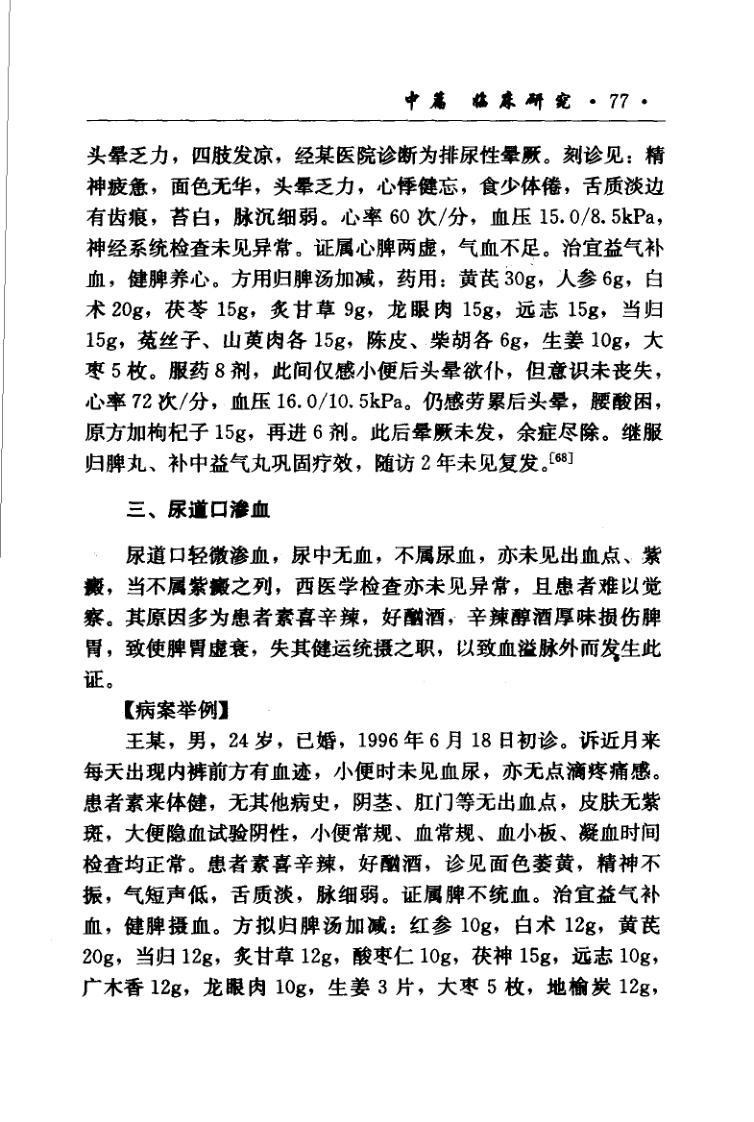 中篇 临床研究 · 77 ·
头晕乏力，四肢发凉，经某医院诊断为排尿性晕厥。刻诊见：精
神疲惫，面色无华，头晕乏力，心悸健忘，食少体倦，舌质淡边
有齿痕，苔白，脉沉细弱。心率 60 次/分，血压 15.0/8.5kPa，
神经系统检查未见异常。证属心脾两虚，气血不足。治宜益气补
血，健脾养心。方用归脾汤加减，药用：黄芪 30g，人参 6g，白
术 20g，茯苓 15g，炙甘草 9g，龙眼肉 15g，远志 15g，当归
15g，菟丝子、山萸肉各 15g，陈皮、柴胡各 6g，生姜 10g，大
枣 5 枚。服药 8 剂，此间仅感小便后头晕欲仆，但意识未丧失，
心率 72 次/分，血压 16.0/10.5kPa。仍感劳累后头晕，腰酸困，
原方加枸杞子 15g，再进 6 剂。此后晕厥未发，余症尽除。继服
归脾丸、补中益气丸巩固疗效，随访 2 年未见复发。[68]
三、尿道口渗血
尿道口轻微渗血，尿中无血，不属尿血，亦未见出血点、紫
癜，当不属紫癜之列，西医学检查亦未见异常，且患者难以觉
察。其原因多为患者素喜辛辣，好酗酒，辛辣醇酒厚味损伤脾
胃，致使脾胃虚衰，失其健运统摄之职，以致血溢脉外而发生此
证。
【病案举例】
王某，男，24 岁，已婚，1996 年 6 月 18 日初诊。诉近月来
每天出现内裤前方有血迹，小便时未见血尿，亦无点滴疼痛感。
患者素来体健，无其他病史，阴茎、肛门等无出血点，皮肤无紫
斑，大便隐血试验阴性，小便常规、血常规、血小板、凝血时间
检查均正常。患者素喜辛辣，好酗酒，诊见面色萎黄，精神不
振，气短声低，舌质淡，脉细弱。证属脾不统血。治宜益气补
血，健脾摄血。方拟归脾汤加减：红参 10g，白术 12g，黄芪
20g，当归 12g，炙甘草 12g，酸枣仁 10g，茯神 15g，远志 10g，
广木香 12g，龙眼肉 10g，生姜 3 片，大枣 5 枚，地榆炭 12g，